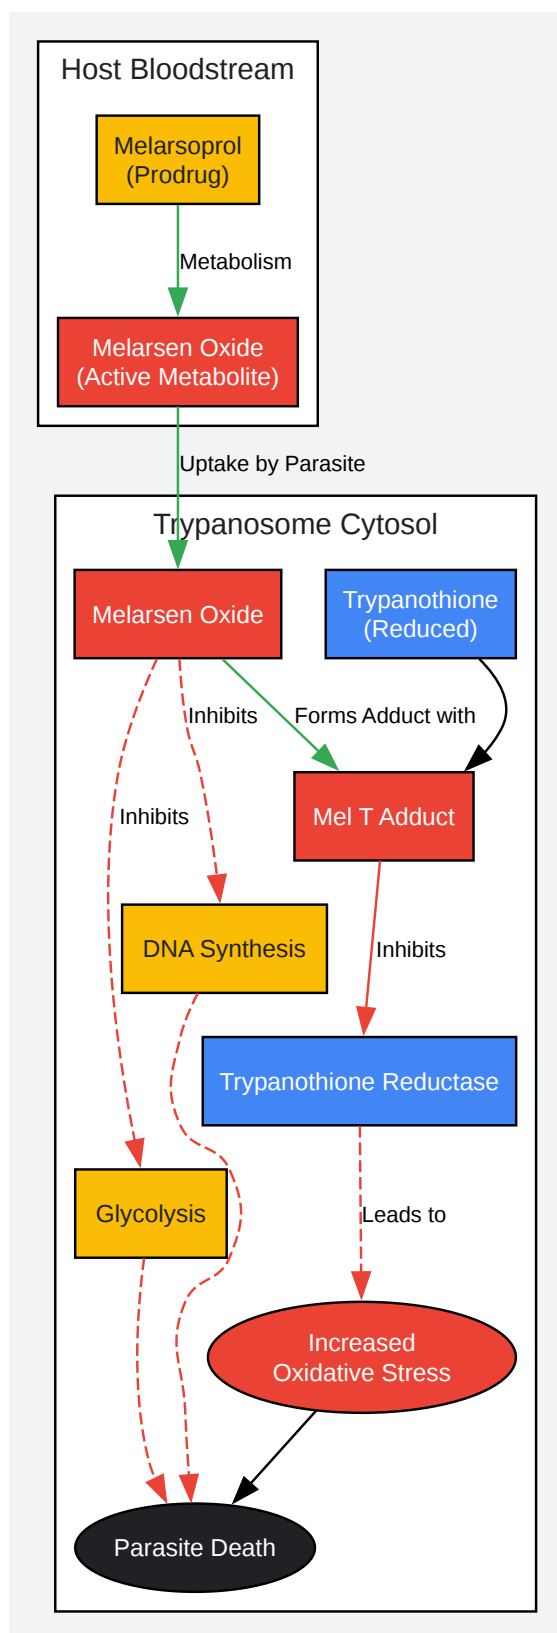 Host Bloodstream
Melarsoprol
(Prodrug)
Metabolism
Melarsen Oxide
(Active Metabolite)
Uptake by Parasite
Trypanosome Cytosol
Melarsen Oxide
Trypanothione
(Reduced)
Inhibits
Forms Adduct with
Mel T Adduct
Inhibits
DNA Synthesis
Inhibits
Trypanothione Reductase
Glycolysis
Leads to
Increased
Oxidative Stress
Parasite Death